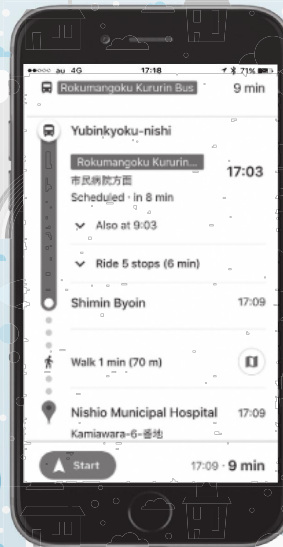 au 4G 17:18 71%
Rokumangoku Kururin Bus 9 min
Yubinkyoku-nishi
Rokumangoku Kururin... 17:03
市民病院方面
Scheduled · in 8 min
Also at 9:03
Ride 5 stops (6 min)
Shimin Byoin 17:09
Walk 1 min (70 m)
Nishio Municipal Hospital 17:09
Kamiawara-6-番地
Start 17:09 · 9 min